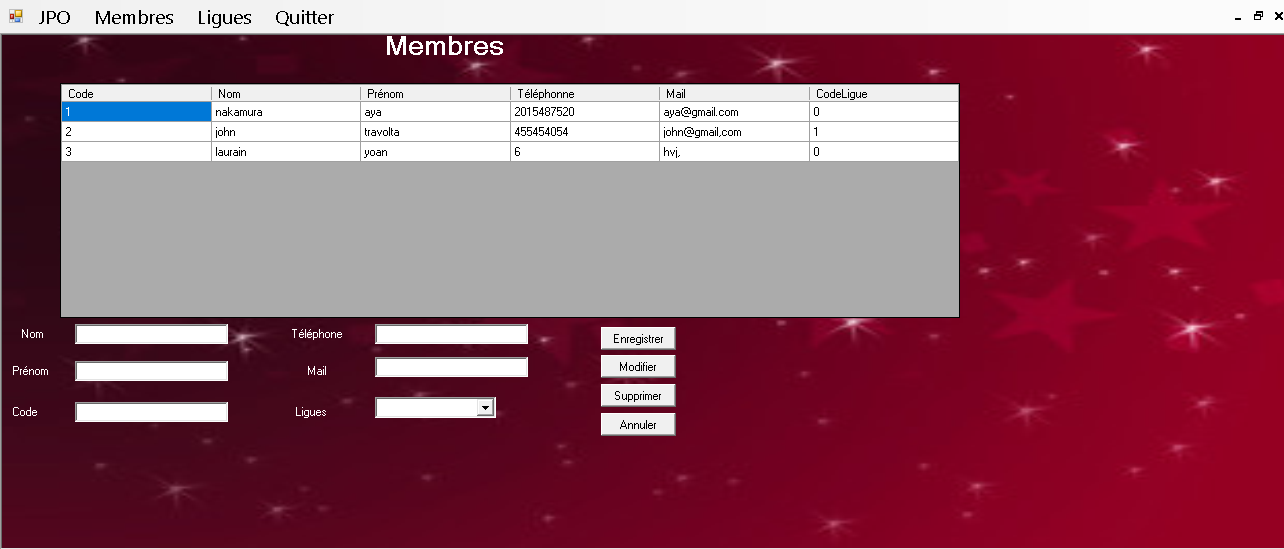 JPO Membres Ligues Quitter
Membres
Code Nom Prénom Téléphonne Mail CodeLigue
1 nakamura aya 2015487520 aya@gmail.com 0
2 john travolta 455454054 john@gmail,com 1
3 laurain yoan 6 hvj, 0
Nom Téléphone Enregistrer
Prénom Mail Modifier
Supprimer
Code Ligues Annuler